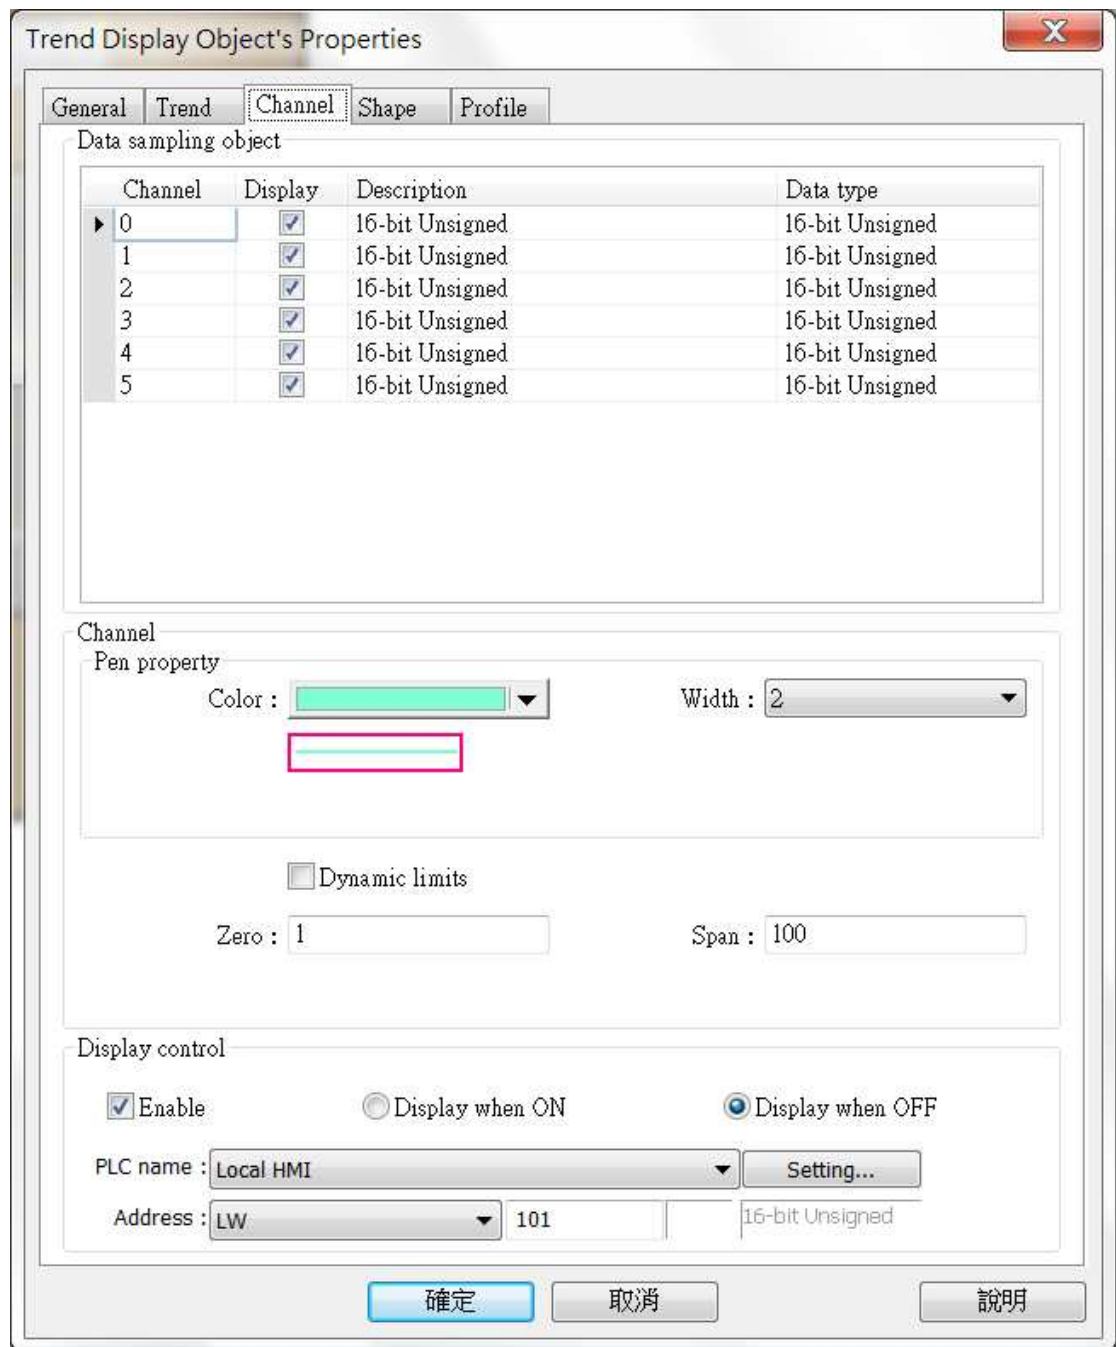 Trend Display Object's Properties
General Trend Channel Shape Profile
Data sampling object
Channel Display Description Data type
0 16-bit Unsigned 16-bit Unsigned
1 16-bit Unsigned 16-bit Unsigned
2 16-bit Unsigned 16-bit Unsigned
3 16-bit Unsigned 16-bit Unsigned
4 16-bit Unsigned 16-bit Unsigned
5 16-bit Unsigned 16-bit Unsigned
Channel
Pen property
Color : Width : 2
Dynamic limits
Zero : 1 Span : 100
Display control
Enable Display when ON Display when OFF
PLC name : Local HMI Setting...
Address : LW 101 16-bit Unsigned
確定 取消 說明